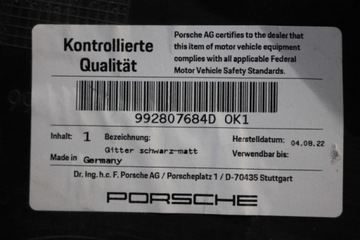 Kontrollierte
Qualität
Porsche AG certifies to the dealer that
this item of motor vehicle equipment
complies with all applicable Federal
Motor Vehicle Safety Standards.
992807684D OK1
Inhalt: 1 Bezeichnung: Herstelldatum: 04.08.22
Gitter schwarz-matt Verwendbar bis:
Made in Germany
Dr. Ing. h.c. F. Porsche AG / Porscheplatz 1 / D-70435 Stuttgart
PORSCHE